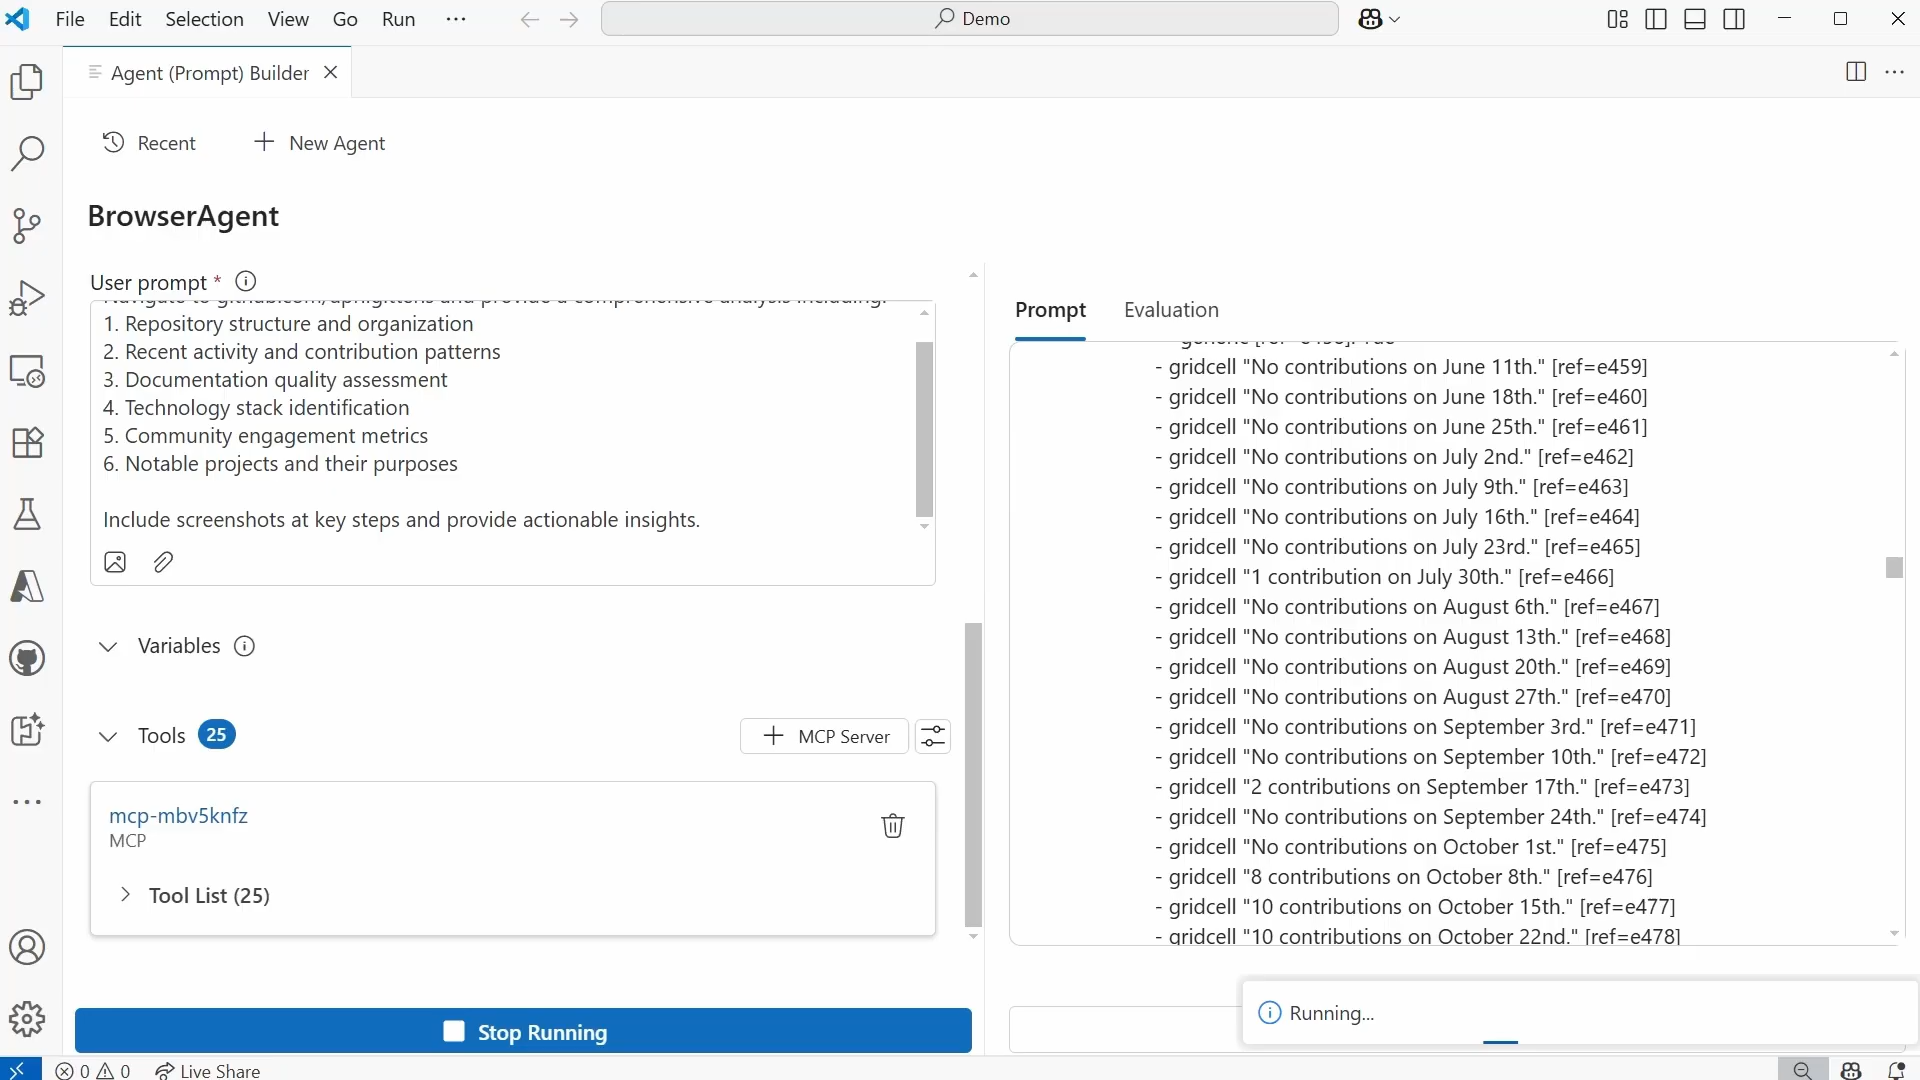 File Edit Selection View Go Run ···
Demo
Agent (Prompt) Builder
Recent
New Agent
BrowserAgent
User prompt *
1. Repository structure and organization
2. Recent activity and contribution patterns
3. Documentation quality assessment
4. Technology stack identification
5. Community engagement metrics
6. Notable projects and their purposes
Include screenshots at key steps and provide actionable insights.
Variables
Tools 25
MCP Server
mcp-mbv5knfz
MCP
Tool List (25)
Stop Running
Prompt Evaluation
- gridcell "No contributions on June 11th." [ref=e459]
- gridcell "No contributions on June 18th." [ref=e460]
- gridcell "No contributions on June 25th." [ref=e461]
- gridcell "No contributions on July 2nd." [ref=e462]
- gridcell "No contributions on July 9th." [ref=e463]
- gridcell "No contributions on July 16th." [ref=e464]
- gridcell "No contributions on July 23rd." [ref=e465]
- gridcell "1 contribution on July 30th." [ref=e466]
- gridcell "No contributions on August 6th." [ref=e467]
- gridcell "No contributions on August 13th." [ref=e468]
- gridcell "No contributions on August 20th." [ref=e469]
- gridcell "No contributions on August 27th." [ref=e470]
- gridcell "No contributions on September 3rd." [ref=e471]
- gridcell "No contributions on September 10th." [ref=e472]
- gridcell "2 contributions on September 17th." [ref=e473]
- gridcell "No contributions on September 24th." [ref=e474]
- gridcell "No contributions on October 1st." [ref=e475]
- gridcell "8 contributions on October 8th." [ref=e476]
- gridcell "10 contributions on October 15th." [ref=e477]
- gridcell "10 contributions on October 22nd." [ref=e478]
Running...
0 0 Live Share